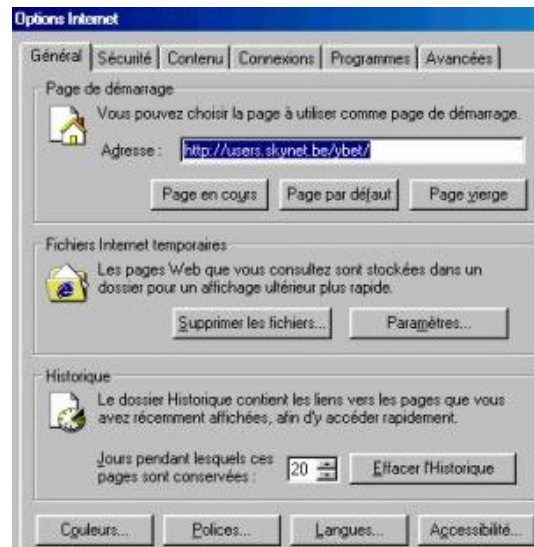 Options Internet
Général Sécurité Contenu Connexions Programmes Avancées
Page de démarrage
Vous pouvez choisir la page à utiliser comme page de démarrage.
Adresse : http://users.skynet.be/ybet/
Page en cours Page par défaut Page vierge
Fichiers Internet temporaires
Les pages Web que vous consultez sont stockées dans un
dossier pour un affichage ultérieur plus rapide.
Supprimer les fichiers... Paramètres...
Historique
Le dossier Historique contient les liens vers les pages que vous
avez récemment affichées, afin d'y accéder rapidement.
Jours pendant lesquels ces
pages sont conservées : 20 Effacer l'Historique
Couleurs... Polices... Langues... Accessibilité...